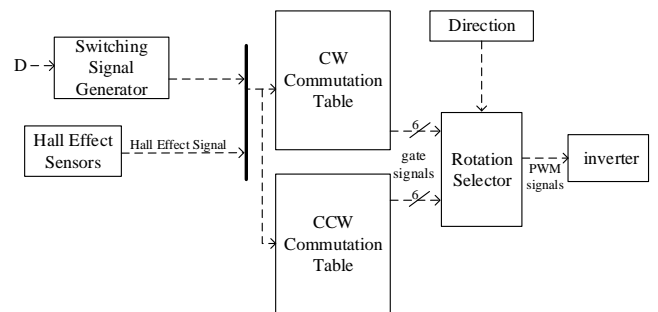 D
Switching
Signal
Generator
Hall Effect
Sensors
Hall Effect Signal
CW
Commutation
Table
CCW
Commutation
Table
6
gate
signals
6
Direction
Rotation
Selector
PWM
signals
inverter